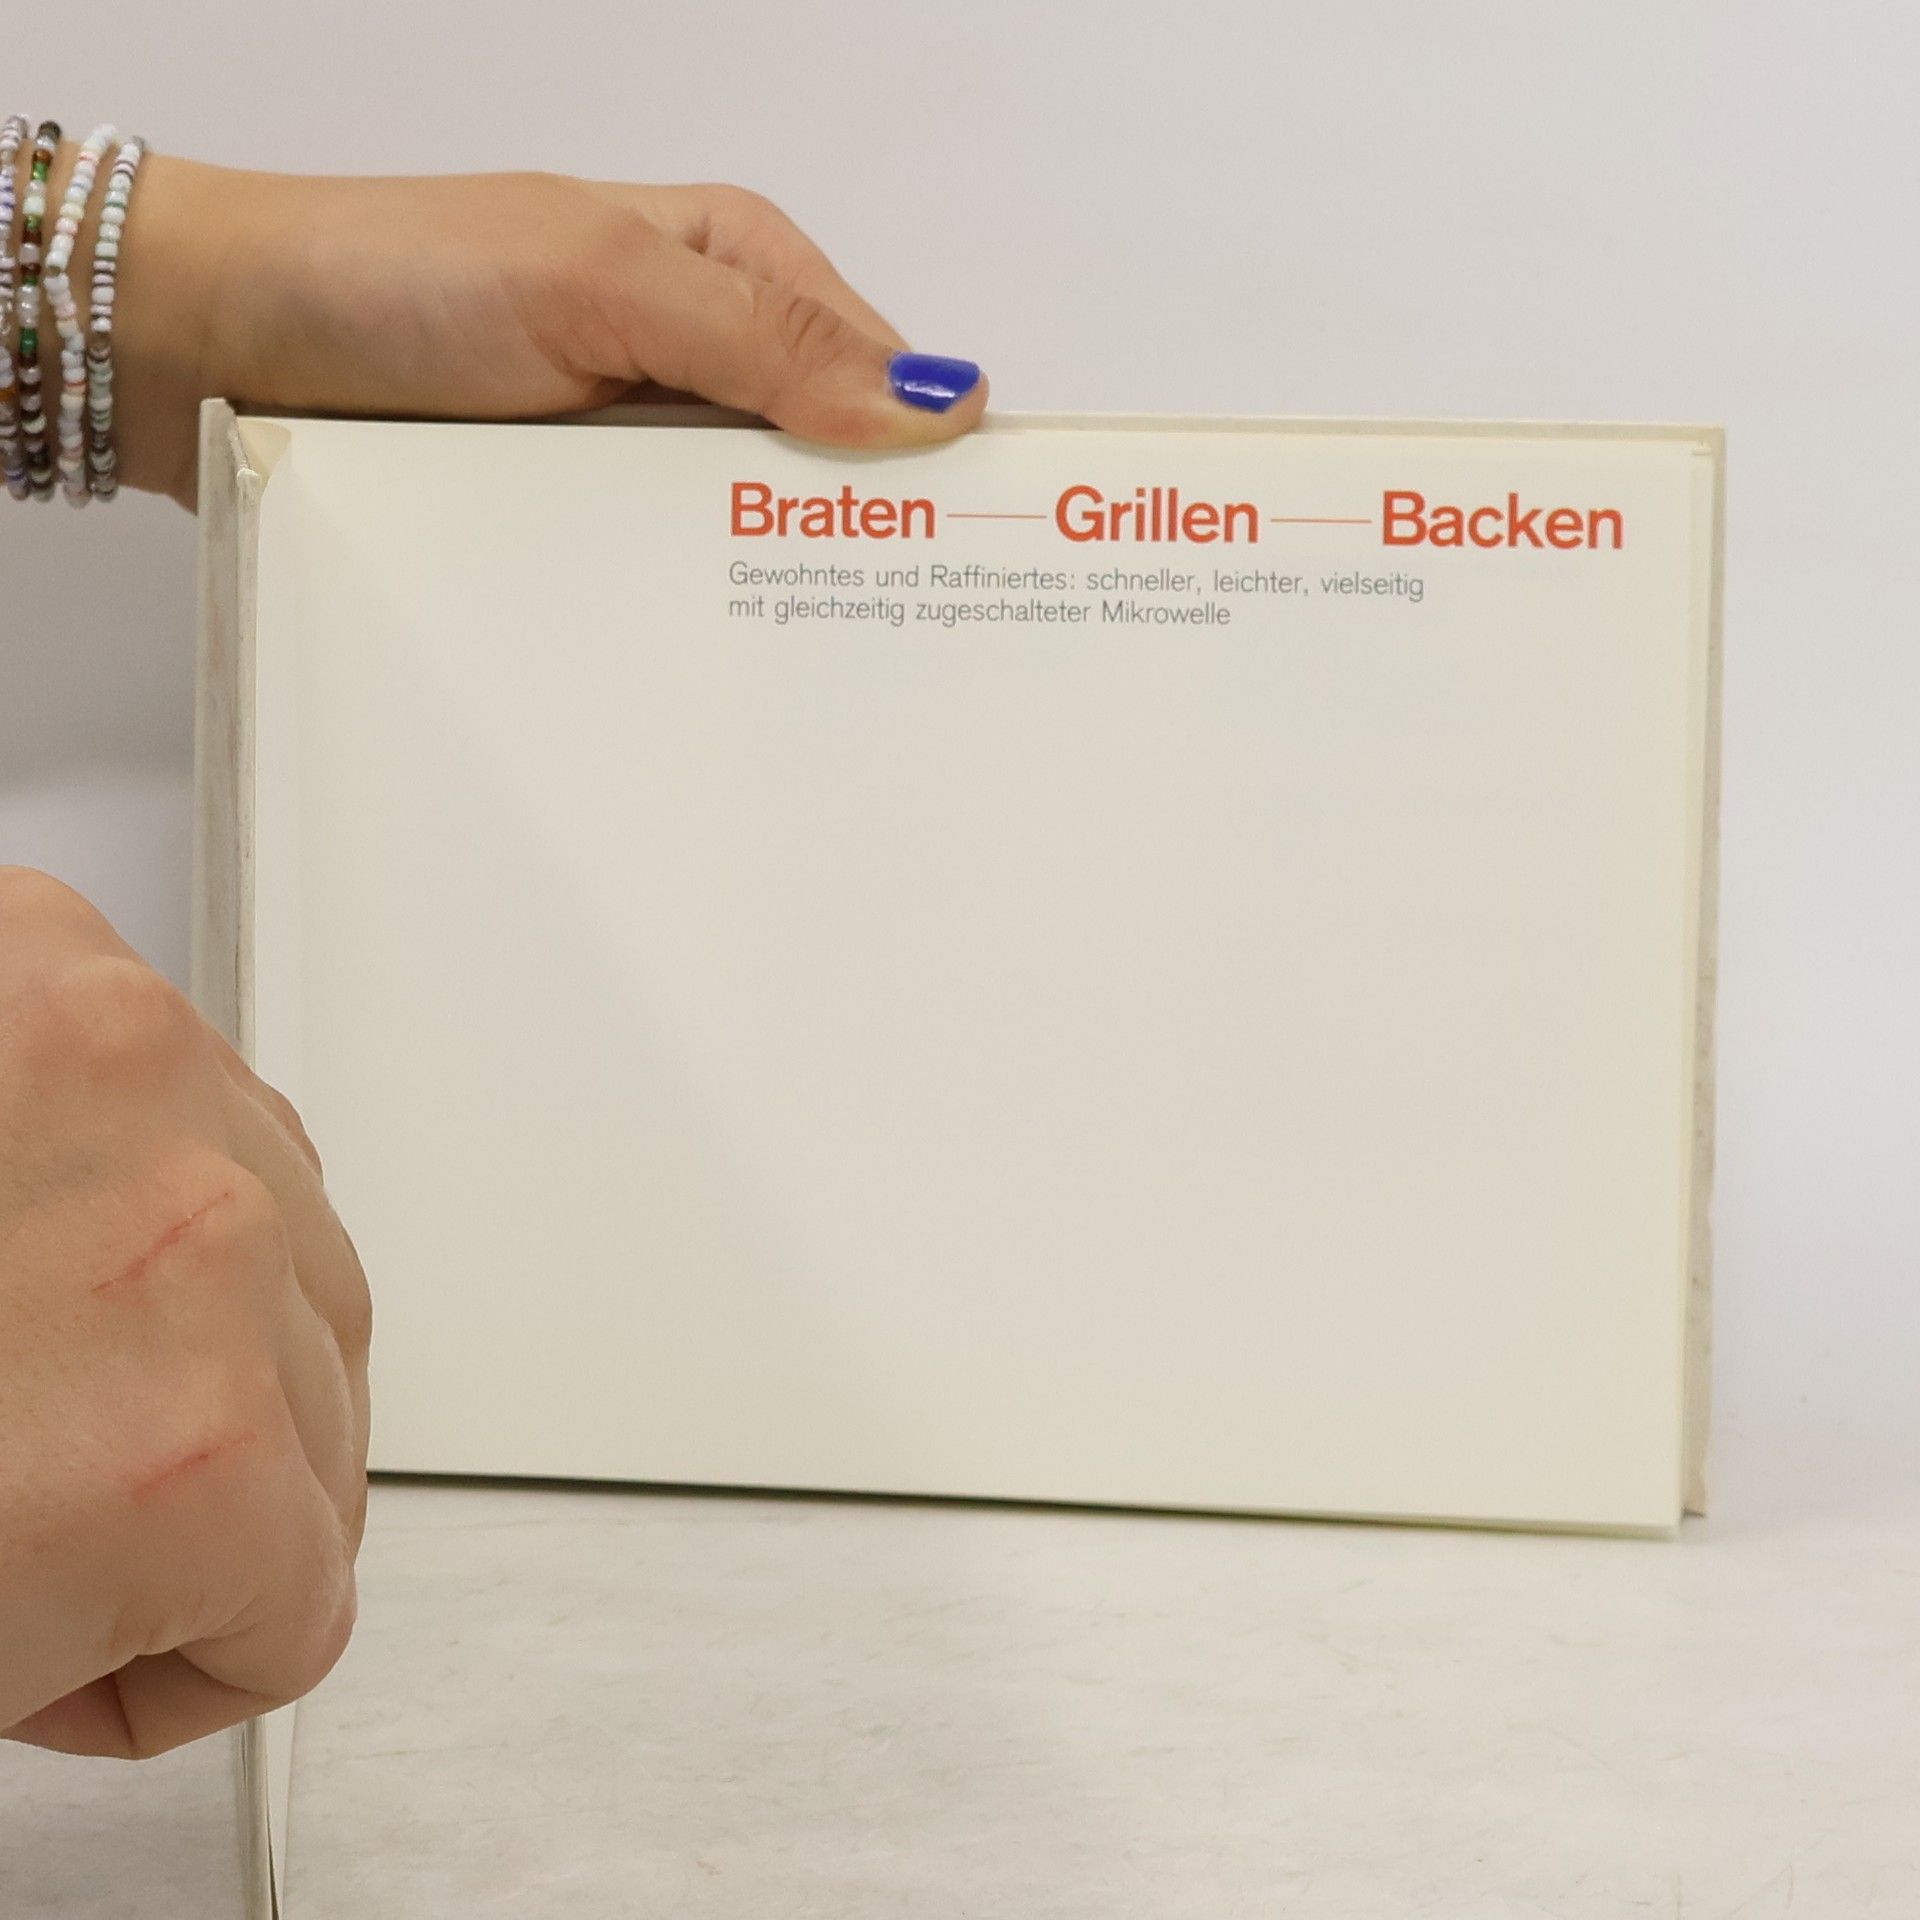 Braten — Grillen — Backen
Gewohntes und Raffiniertes: schneller, leichter, vielseitig
mit gleichzeitig zugeschalteter Mikrowelle